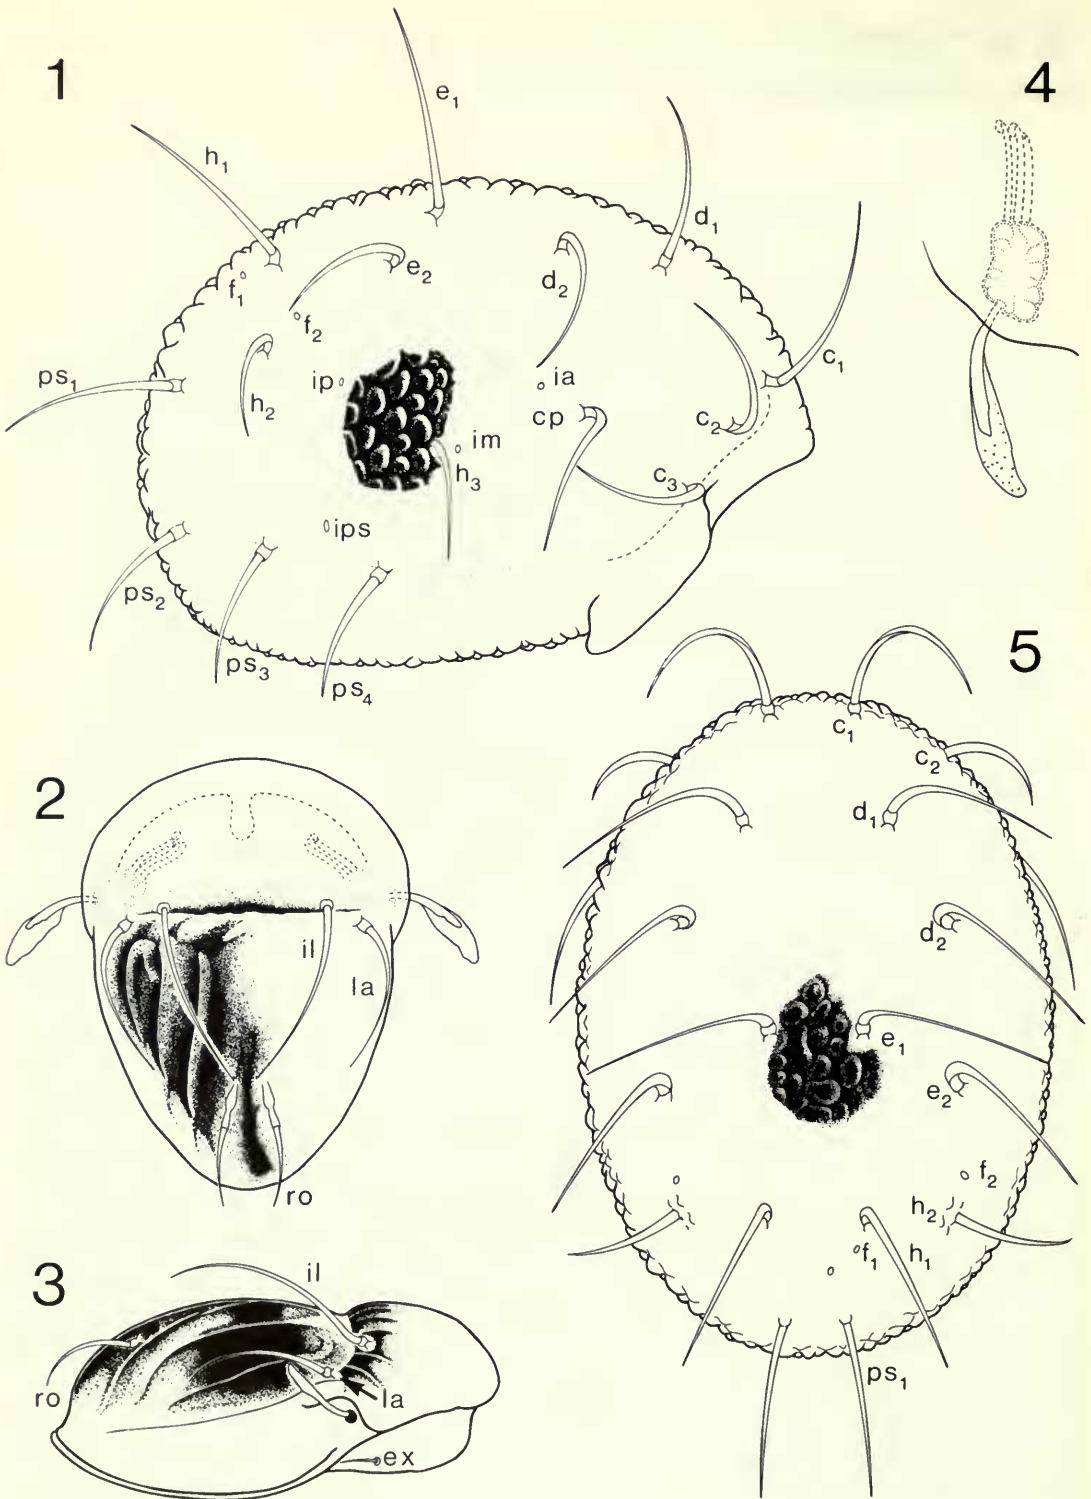 1
e₁
h₁
d₁
f₁
e₂
d₂
f₂
c₁
ps₁
h₂
ip
ia
cp
c₂
im
h₃
c₃
ips
ps₂
ps₃
ps₄
4
2
il
la
ro
3
il
ro
la
ex
5
c₁
c₂
d₁
d₂
e₁
e₂
f₂
h₂
f₁
h₁
ps₁